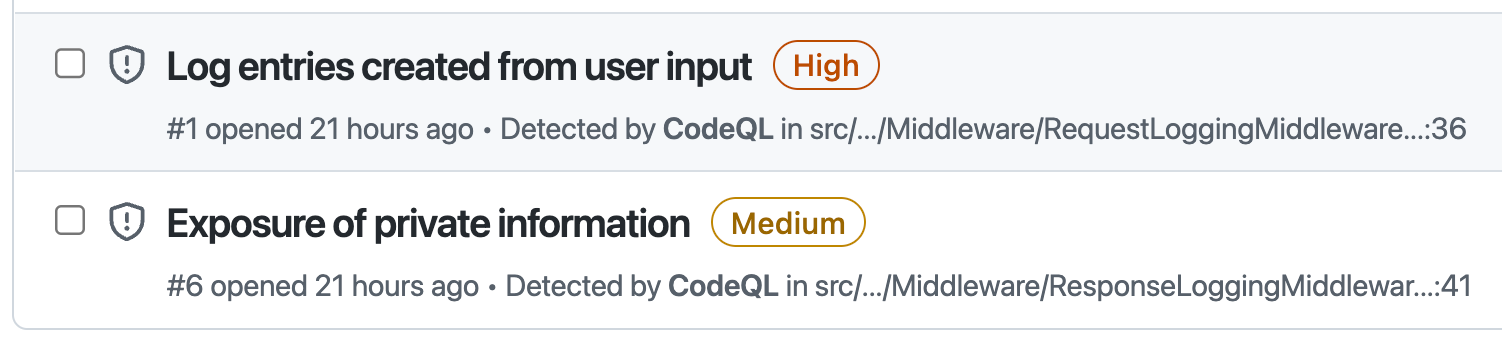 Log entries created from user input High
#1 opened 21 hours ago • Detected by CodeQL in src/.../Middleware/RequestLoggingMiddleware...:36
Exposure of private information Medium
#6 opened 21 hours ago • Detected by CodeQL in src/.../Middleware/ResponseLoggingMiddlewar...:41